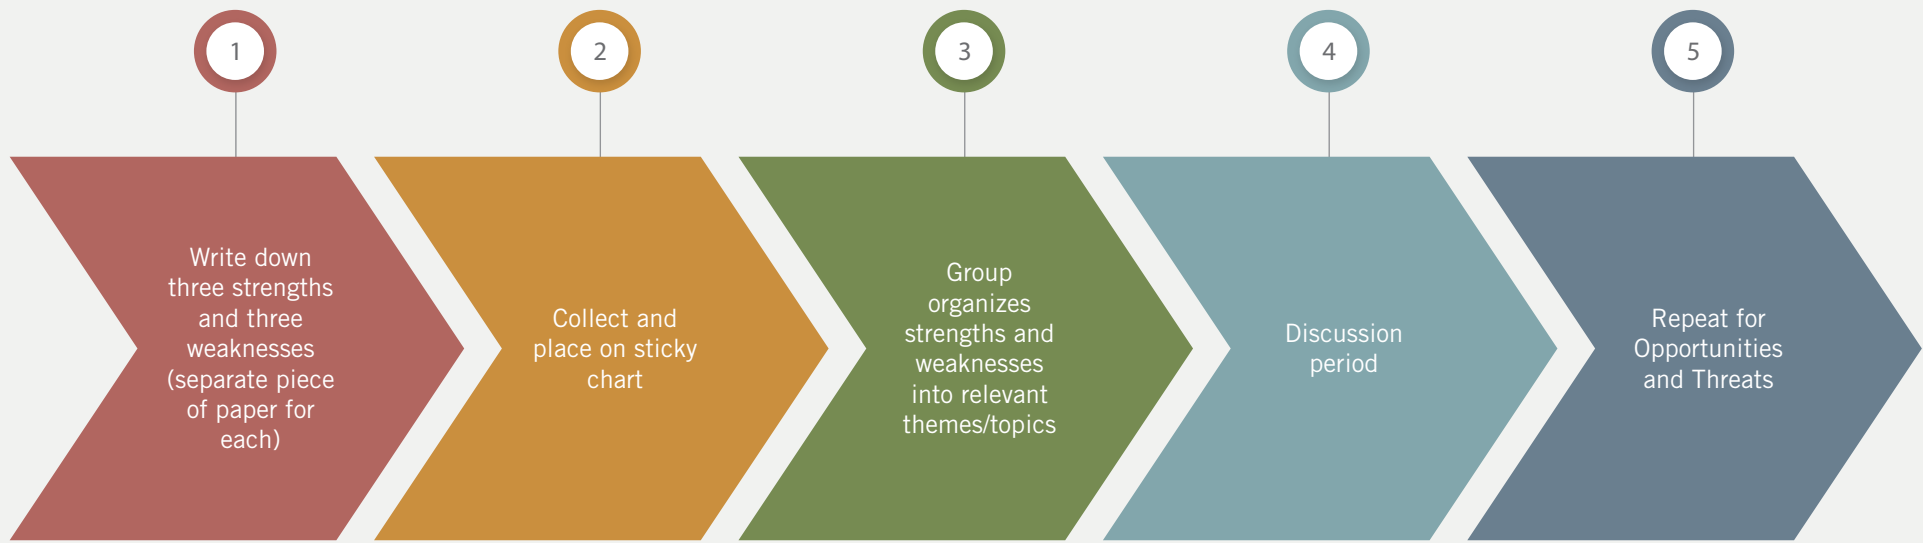 1
Write down
three strengths
and three
weaknesses
(separate piece
of paper for
each)
2
Collect and
place on sticky
chart
3
Group
organizes
strengths and
weaknesses
into relevant
themes/topics
4
Discussion
period
5
Repeat for
Opportunities
and Threats